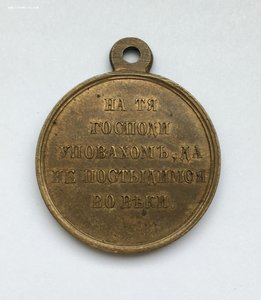 НА ТЯ
ГОСПОДИ
УПОВАХОМЪ, ДА
НЕ ПОСТЫДИМСЯ
ВО ВѢКИ.